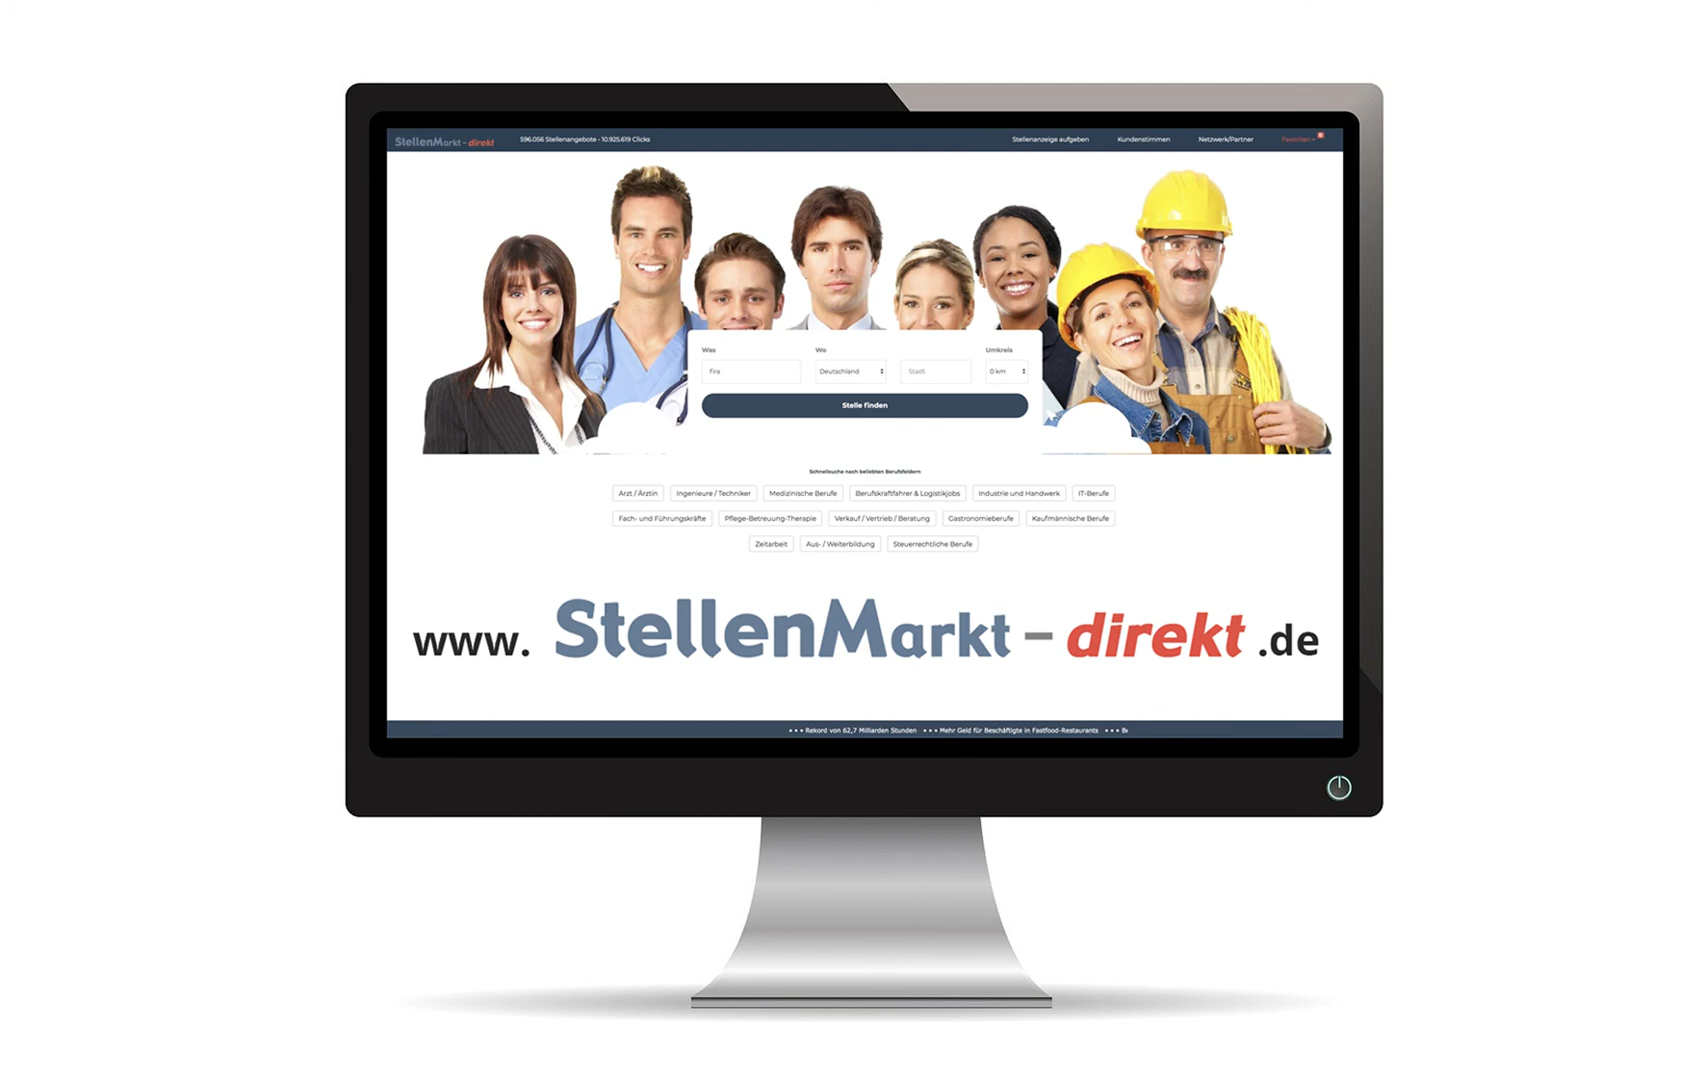 StellenMarkt - direkt 596.056 Stellenangebote • 10.925.619 Clicks Stellenanzeige aufgeben Kundenstimmen Netzwerk/Partner Favoriten
Was Wo Umkreis
fira Deutschland Stadt 0 km
Stelle finden
Schnellsuche nach beliebten Berufsfeldern
Arzt / Ärztin Ingenieure / Techniker Medizinische Berufe Berufskraftfahrer & Logistikjobs Industrie und Handwerk IT-Berufe
Fach- und Führungskräfte Pflege-Betreuung-Therapie Verkauf / Vertrieb / Beratung Gastronomieberufe Kaufmännische Berufe
Zeitarbeit Aus- / Weiterbildung Steuerrechtliche Berufe
www. StellenMarkt - direkt .de
• • • Rekord von 62,7 Milliarden Stunden • • • Mehr Geld für Beschäftigte in Fastfood-Restaurants • • •